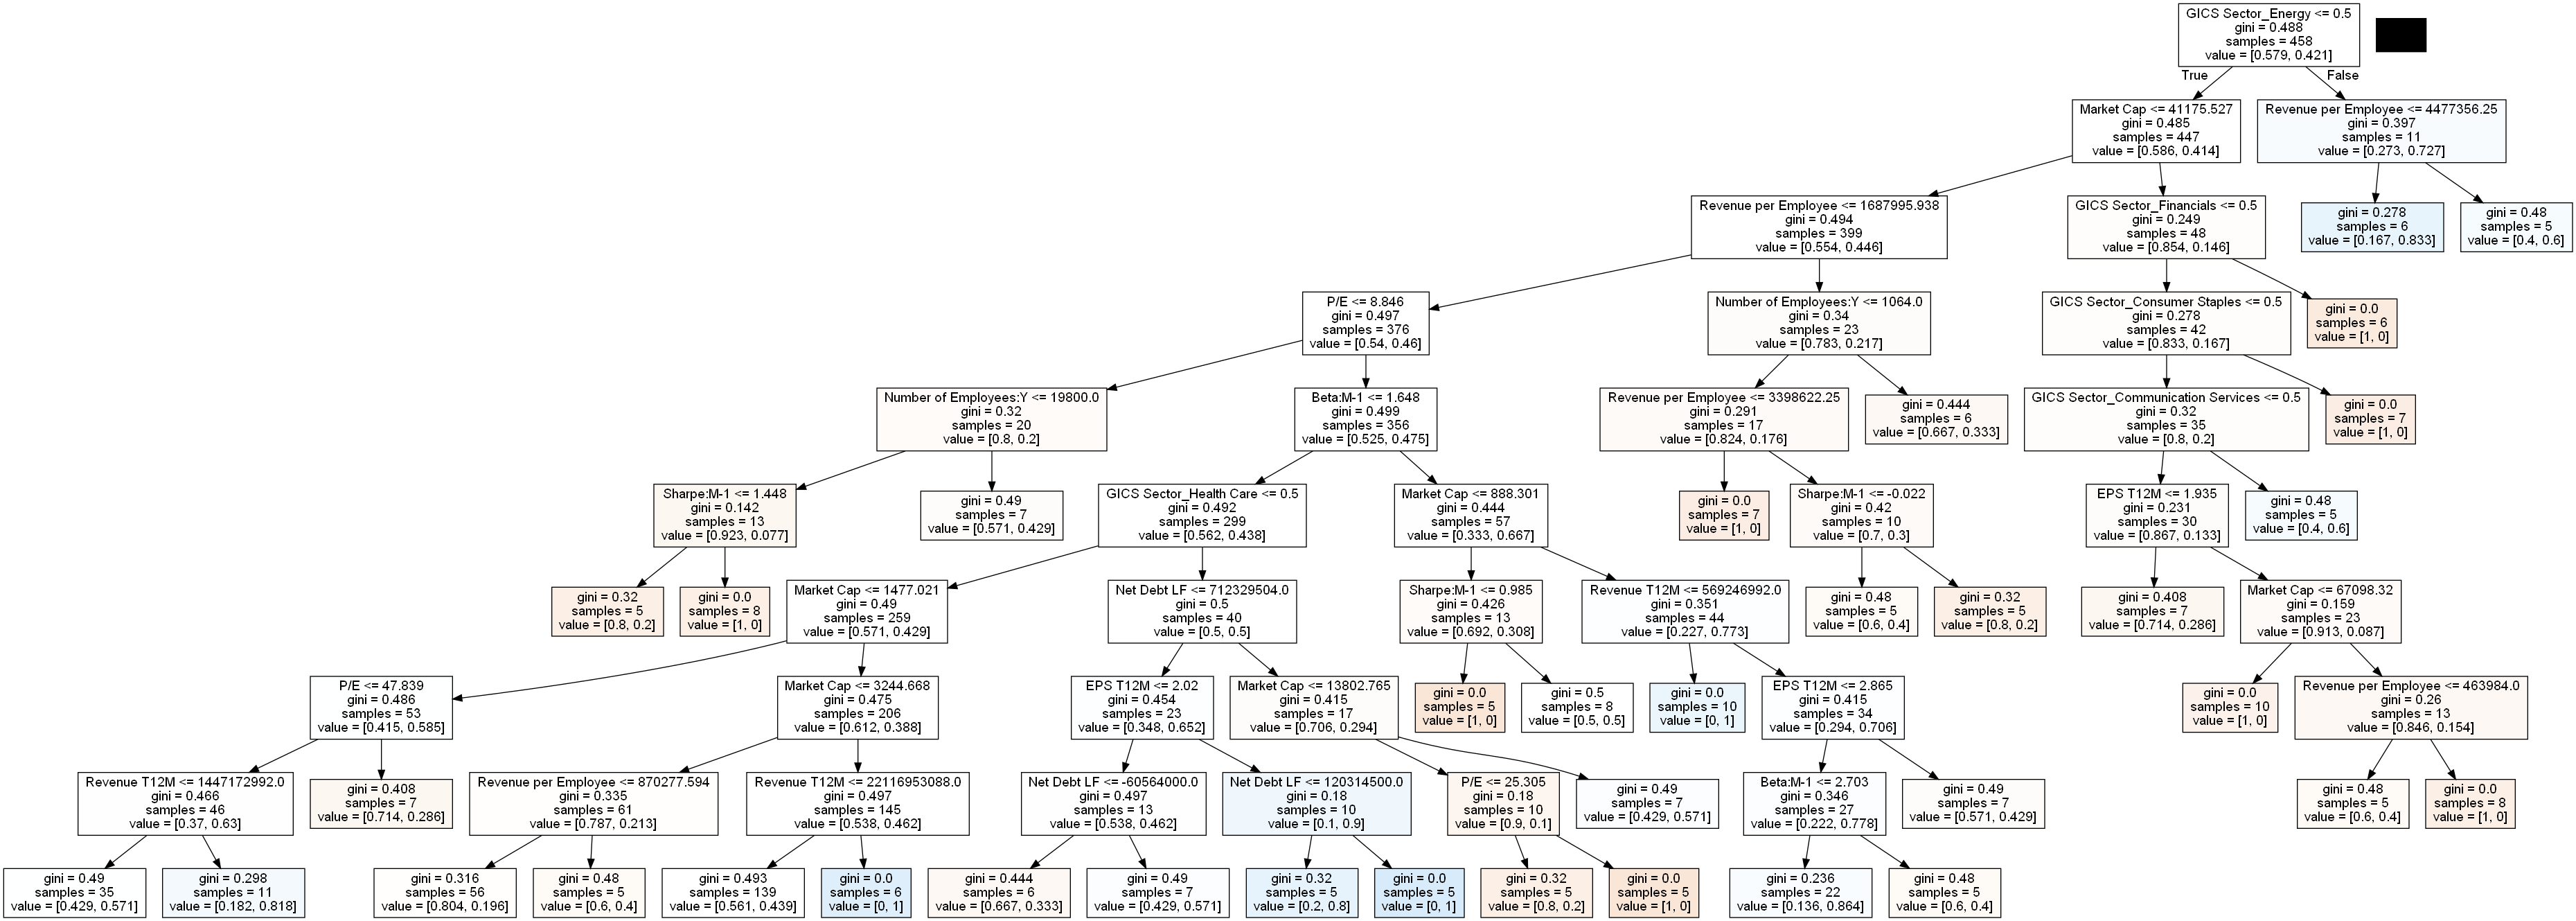 GICS Sector_Energy <= 0.5
gini = 0.488
samples = 458
value = [0.579, 0.421]
True
False
Market Cap <= 41175.527
gini = 0.485
samples = 447
value = [0.586, 0.414]
Revenue per Employee <= 4477356.25
gini = 0.397
samples = 11
value = [0.273, 0.727]
Revenue per Employee <= 1687995.938
gini = 0.494
samples = 399
value = [0.554, 0.446]
GICS Sector_Financials <= 0.5
gini = 0.249
samples = 48
value = [0.854, 0.146]
gini = 0.278
samples = 6
value = [0.167, 0.833]
gini = 0.48
samples = 5
value = [0.4, 0.6]
P/E <= 8.846
gini = 0.497
samples = 376
value = [0.54, 0.46]
Number of Employees:Y <= 1064.0
gini = 0.34
samples = 23
value = [0.783, 0.217]
GICS Sector_Consumer Staples <= 0.5
gini = 0.278
samples = 42
value = [0.833, 0.167]
gini = 0.0
samples = 6
value = [1, 0]
Number of Employees:Y <= 19800.0
gini = 0.32
samples = 20
value = [0.8, 0.2]
Beta:M-1 <= 1.648
gini = 0.499
samples = 356
value = [0.525, 0.475]
Revenue per Employee <= 3398622.25
gini = 0.291
samples = 17
value = [0.824, 0.176]
gini = 0.444
samples = 6
value = [0.667, 0.333]
GICS Sector_Communication Services <= 0.5
gini = 0.32
samples = 35
value = [0.8, 0.2]
gini = 0.0
samples = 7
value = [1, 0]
Sharpe:M-1 <= 1.448
gini = 0.142
samples = 13
value = [0.923, 0.077]
gini = 0.49
samples = 7
value = [0.571, 0.429]
GICS Sector_Health Care <= 0.5
gini = 0.492
samples = 299
value = [0.562, 0.438]
Market Cap <= 888.301
gini = 0.444
samples = 57
value = [0.333, 0.667]
gini = 0.0
samples = 7
value = [1, 0]
Sharpe:M-1 <= -0.022
gini = 0.42
samples = 10
value = [0.7, 0.3]
EPS T12M <= 1.935
gini = 0.231
samples = 30
value = [0.867, 0.133]
gini = 0.48
samples = 5
value = [0.4, 0.6]
gini = 0.32
samples = 5
value = [0.8, 0.2]
gini = 0.0
samples = 8
value = [1, 0]
Market Cap <= 1477.021
gini = 0.49
samples = 259
value = [0.571, 0.429]
Net Debt LF <= 712329504.0
gini = 0.5
samples = 40
value = [0.5, 0.5]
Sharpe:M-1 <= 0.985
gini = 0.426
samples = 13
value = [0.692, 0.308]
Revenue T12M <= 569246992.0
gini = 0.351
samples = 44
value = [0.227, 0.773]
gini = 0.48
samples = 5
value = [0.6, 0.4]
gini = 0.32
samples = 5
value = [0.8, 0.2]
gini = 0.408
samples = 7
value = [0.714, 0.286]
Market Cap <= 67098.32
gini = 0.159
samples = 23
value = [0.913, 0.087]
P/E <= 47.839
gini = 0.486
samples = 53
value = [0.415, 0.585]
Market Cap <= 3244.668
gini = 0.475
samples = 206
value = [0.612, 0.388]
EPS T12M <= 2.02
gini = 0.454
samples = 23
value = [0.348, 0.652]
Market Cap <= 13802.765
gini = 0.415
samples = 17
value = [0.706, 0.294]
gini = 0.0
samples = 5
value = [1, 0]
gini = 0.5
samples = 8
value = [0.5, 0.5]
gini = 0.0
samples = 10
value = [0, 1]
EPS T12M <= 2.865
gini = 0.415
samples = 34
value = [0.294, 0.706]
gini = 0.0
samples = 10
value = [1, 0]
Revenue per Employee <= 463984.0
gini = 0.26
samples = 13
value = [0.846, 0.154]
Revenue T12M <= 1447172992.0
gini = 0.466
samples = 46
value = [0.37, 0.63]
gini = 0.408
samples = 7
value = [0.714, 0.286]
Revenue per Employee <= 870277.594
gini = 0.335
samples = 61
value = [0.787, 0.213]
Revenue T12M <= 22116953088.0
gini = 0.497
samples = 145
value = [0.538, 0.462]
Net Debt LF <= -60564000.0
gini = 0.497
samples = 13
value = [0.538, 0.462]
Net Debt LF <= 120314500.0
gini = 0.18
samples = 10
value = [0.1, 0.9]
P/E <= 25.305
gini = 0.18
samples = 10
value = [0.9, 0.1]
gini = 0.49
samples = 7
value = [0.429, 0.571]
Beta:M-1 <= 2.703
gini = 0.346
samples = 27
value = [0.222, 0.778]
gini = 0.49
samples = 7
value = [0.571, 0.429]
gini = 0.48
samples = 5
value = [0.6, 0.4]
gini = 0.0
samples = 8
value = [1, 0]
gini = 0.49
samples = 35
value = [0.429, 0.571]
gini = 0.298
samples = 11
value = [0.182, 0.818]
gini = 0.316
samples = 56
value = [0.804, 0.196]
gini = 0.48
samples = 5
value = [0.6, 0.4]
gini = 0.493
samples = 139
value = [0.561, 0.439]
gini = 0.0
samples = 6
value = [0, 1]
gini = 0.444
samples = 6
value = [0.667, 0.333]
gini = 0.49
samples = 7
value = [0.429, 0.571]
gini = 0.32
samples = 5
value = [0.2, 0.8]
gini = 0.0
samples = 5
value = [0, 1]
gini = 0.32
samples = 5
value = [0.8, 0.2]
gini = 0.0
samples = 5
value = [1, 0]
gini = 0.236
samples = 22
value = [0.136, 0.864]
gini = 0.48
samples = 5
value = [0.6, 0.4]